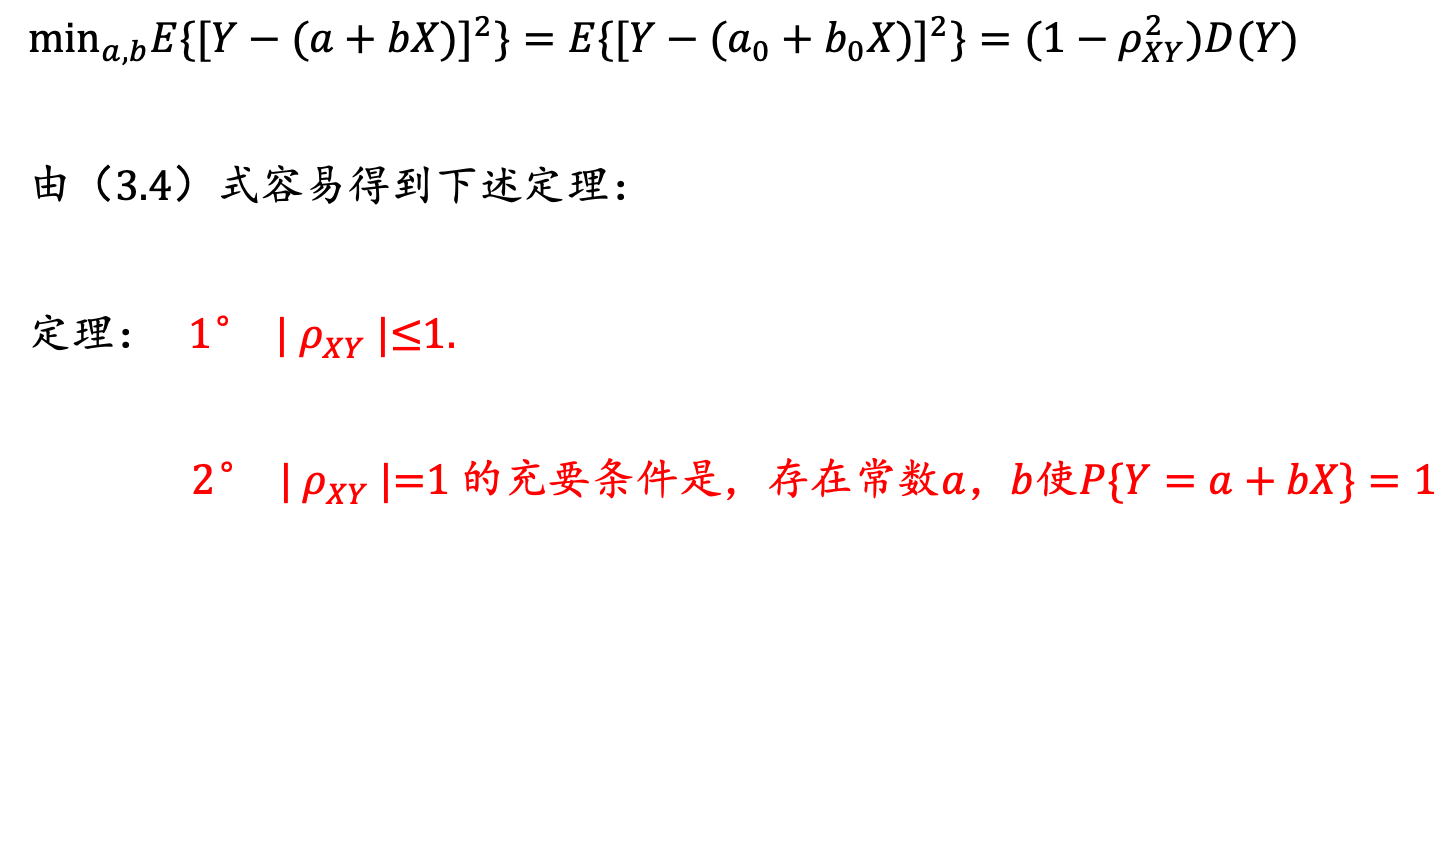 min_{a,b}E{[Y − (a + bX)]²} = E{[Y − (a₀ + b₀X)]²} = (1 − ρ²_{XY})D(Y)
由（3.4）式容易得到下述定理：
定理： 1° | ρ_{XY} |≤1.
2° | ρ_{XY} |=1 的充要条件是，存在常数a，b使P{Y = a + bX} = 1